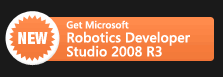 NEW
Get Microsoft
Robotics Developer
Studio 2008 R3